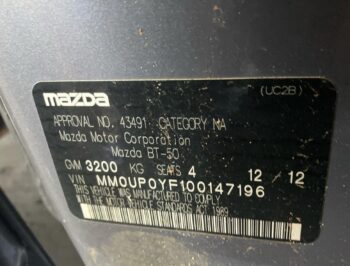 mazda
(UC2B)
APPROVAL NO. 43491 CATEGORY NA
Mazda Motor Corporation
Mazda BT-50
GVM 3200 KG SEATS 4 12/12
VIN MM0UP0YF100147196
THIS VEHICLE WAS MANUFACTURED TO COMPLY WITH
THE MOTOR VEHICLE STANDARDS ACT 1989